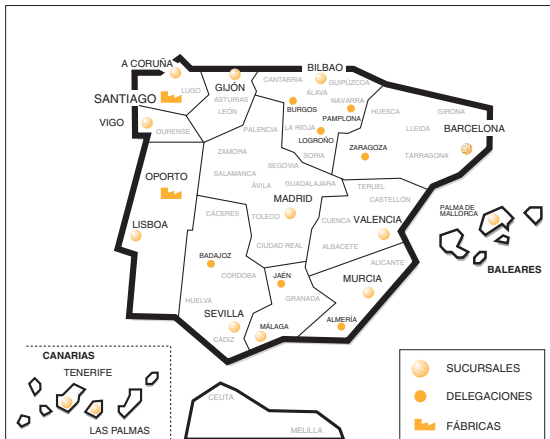 A CORUÑA
LUGO
SANTIAGO
VIGO
OURENSE
GIJÓN
ASTURIAS
LEÓN
CANTABRIA
BILBAO
GUIPÚZCOA
ÁLAVA
NAVARRA
BURGOS
PAMPLONA
PALENCIA
LA RIOJA
LOGROÑO
SORIA
HUESCA
GIRONA
LLEIDA
BARCELONA
ZARAGOZA
TARRAGONA
ZAMORA
SEGOVIA
SALAMANCA
ÁVILA
GUADALAJARA
TERUEL
CASTELLÓN
OPORTO
MADRID
CÁCERES
TOLEDO
CUENCA
VALENCIA
LISBOA
CIUDAD REAL
ALBACETE
ALICANTE
PALMA DE
MALLORCA
BALEARES
BADAJOZ
CÓRDOBA
JAÉN
MURCIA
HUELVA
GRANADA
SEVILLA
MÁLAGA
ALMERÍA
CÁDIZ
CANARIAS
TENERIFE
LAS PALMAS
CEUTA
MELILLA
SUCURSALES
DELEGACIONES
FÁBRICAS